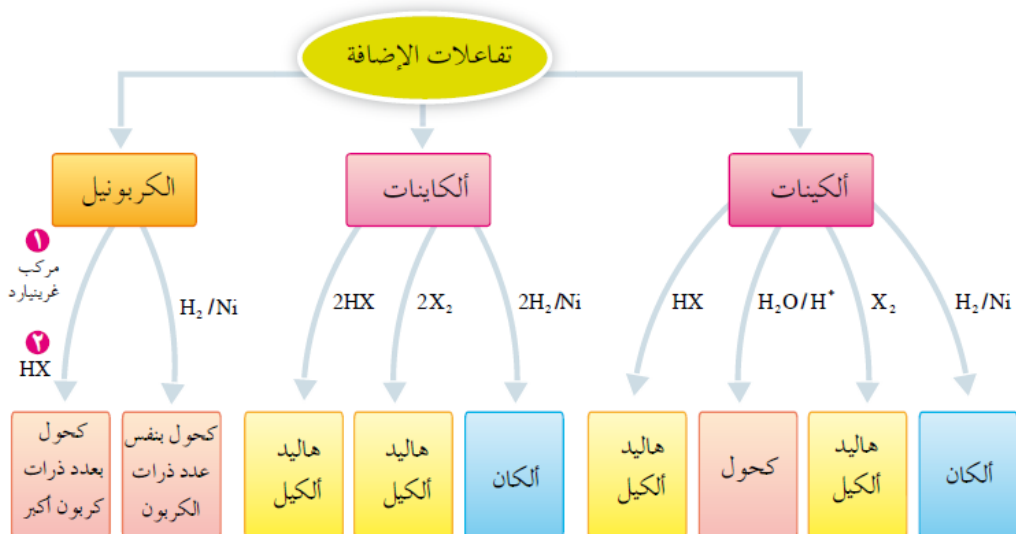 تفاعلات الإضافة
ألكينات
ألكاينات
الكربونيل
H₂/Ni
X₂
H₂O/H⁺
HX
2H₂/Ni
2X₂
2HX
H₂/Ni
١
مركب
غرينيارد
٢
HX
ألكان
هاليد
ألكيل
كحول
هاليد
ألكيل
ألكان
هاليد
ألكيل
هاليد
ألكيل
كحول بنفس
عدد ذرات
الكربون
كحول
بعدد ذرات
كربون أكبر